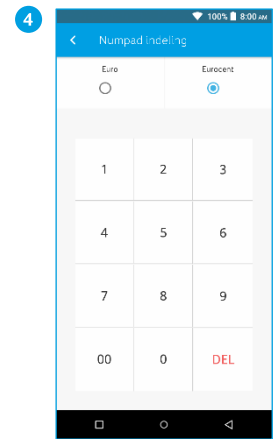 4
100% 8:00 AM
Numpad indeling
Euro Eurocent
1 2 3
4 5 6
7 8 9
00 0 DEL